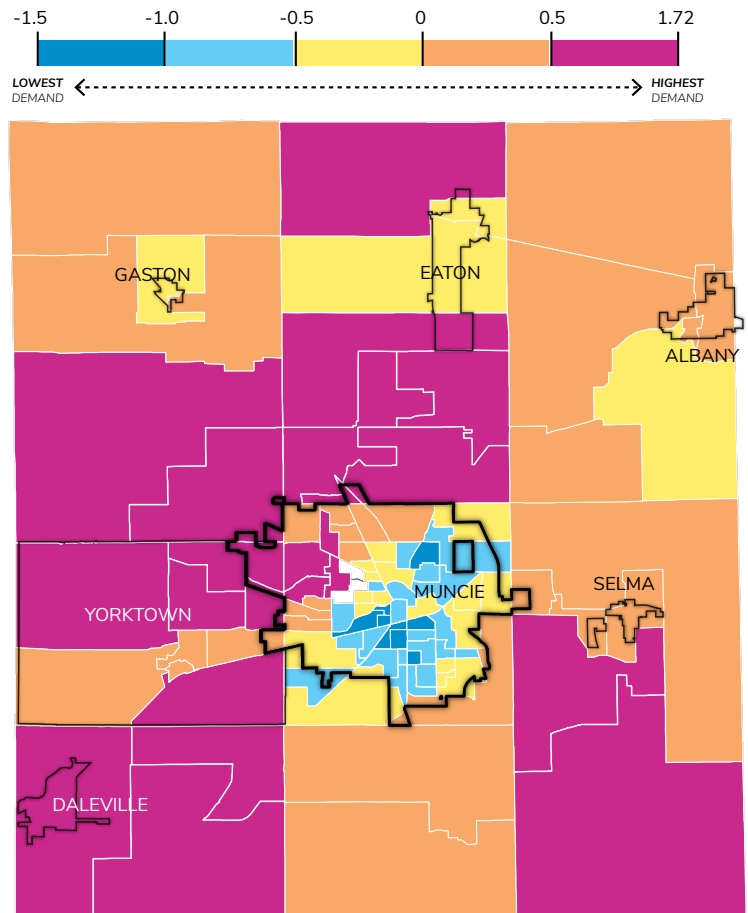 -1.5 -1.0 -0.5 0 0.5 1.72
LOWEST HIGHEST
DEMAND DEMAND
GASTON EATON
ALBANY
SELMA
MUNCIE
YORKTOWN
DALEVILLE